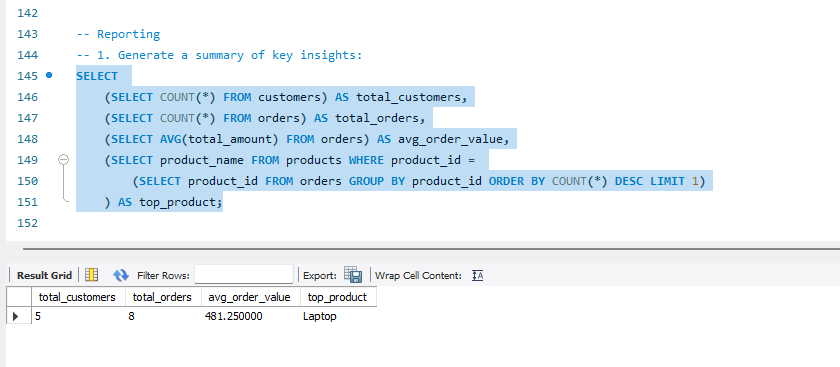 142
143 -- Reporting
144 -- 1. Generate a summary of key insights:
145 SELECT
146 (SELECT COUNT(*) FROM customers) AS total_customers,
147 (SELECT COUNT(*) FROM orders) AS total_orders,
148 (SELECT AVG(total_amount) FROM orders) AS avg_order_value,
149 (SELECT product_name FROM products WHERE product_id =
150 (SELECT product_id FROM orders GROUP BY product_id ORDER BY COUNT(*) DESC LIMIT 1)
151 ) AS top_product;
152
Result Grid Filter Rows: Export: Wrap Cell Content: IA
total_customers total_orders avg_order_value top_product
5 8 481.250000 Laptop